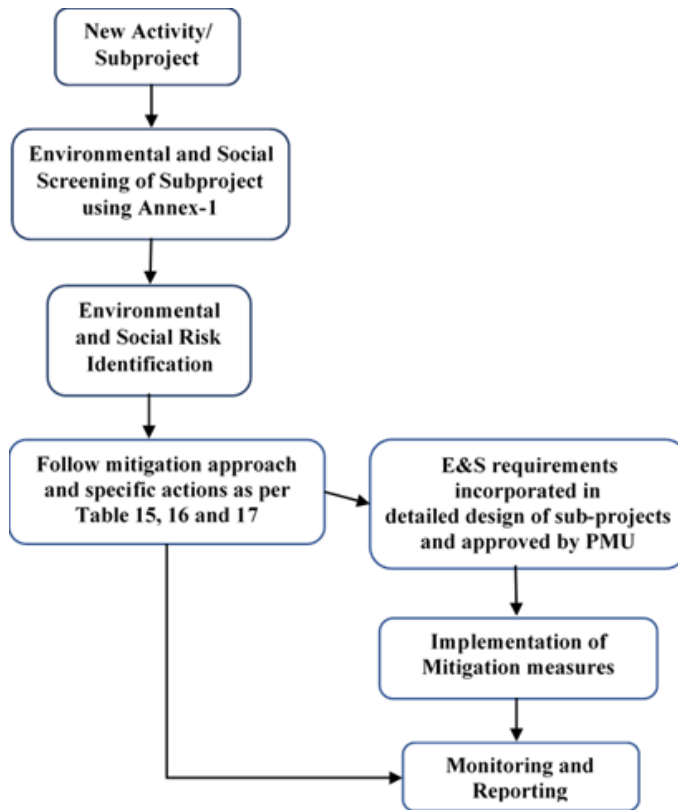 New Activity/
Subproject
Environmental and Social
Screening of Subproject
using Annex-1
Environmental
and Social Risk
Identification
Follow mitigation approach
and specific actions as per
Table 15, 16 and 17
E&S requirements
incorporated in
detailed design of sub-projects
and approved by PMU
Implementation of
Mitigation measures
Monitoring and
Reporting